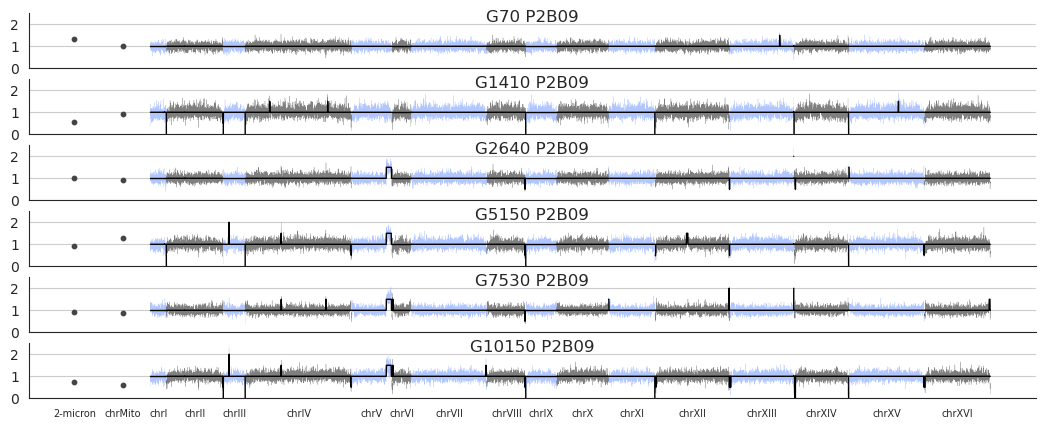 G70 P2B09
2
1
0
G1410 P2B09
2
1
0
G2640 P2B09
2
1
0
G5150 P2B09
2
1
0
G7530 P2B09
2
1
0
G10150 P2B09
2
1
0
2-micron chrMito chrI chrII chrIII chrIV chrV chrVI chrVII chrVIII chrIX chrX chrXI chrXII chrXIII chrXIV chrXV chrXVI